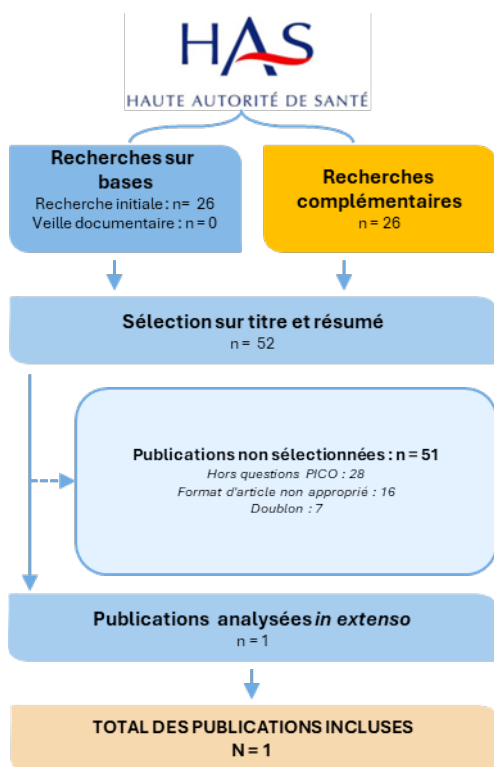 HAS
HAUTE AUTORITÉ DE SANTÉ
Recherches sur
bases
Recherche initiale : n= 26
Veille documentaire : n = 0
Recherches
complémentaires
n = 26
Sélection sur titre et résumé
n = 52
Publications non sélectionnées : n = 51
Hors questions PICO : 28
Format d'article non approprié : 16
Doublon : 7
Publications analysées in extenso
n = 1
TOTAL DES PUBLICATIONS INCLUSES
N = 1